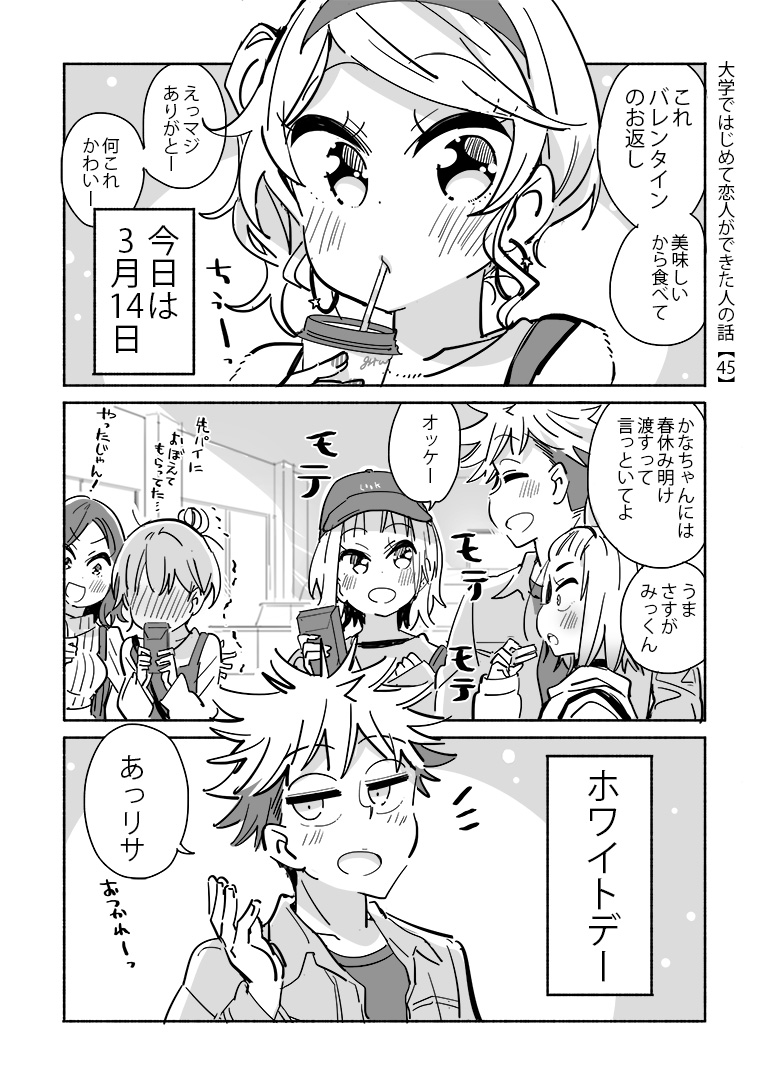 大学ではじめて恋人ができた人の話【45】
これ
バレンタイン
のお返し
美味しい
から食べて
えっマジ
ありがとー
何これ
かわいー
ちゅーっ
今日は
3月14日
かなちゃんには
春休み明け
渡すって
言っといてよ
うま
さすが
みっくん
オッケー
モテ
モテ
モテ
LOOK
先パイに
おぼえて
もらってた…
やったじゃん!
ホワイトデー
あっリサ
おつかれーっ